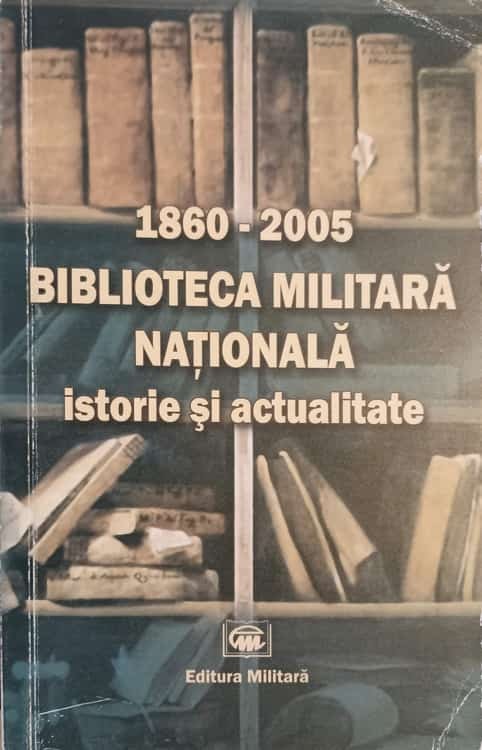 1860 - 2005
BIBLIOTECA MILITARĂ
NAȚIONALĂ
istorie și actualitate
Editura Militară